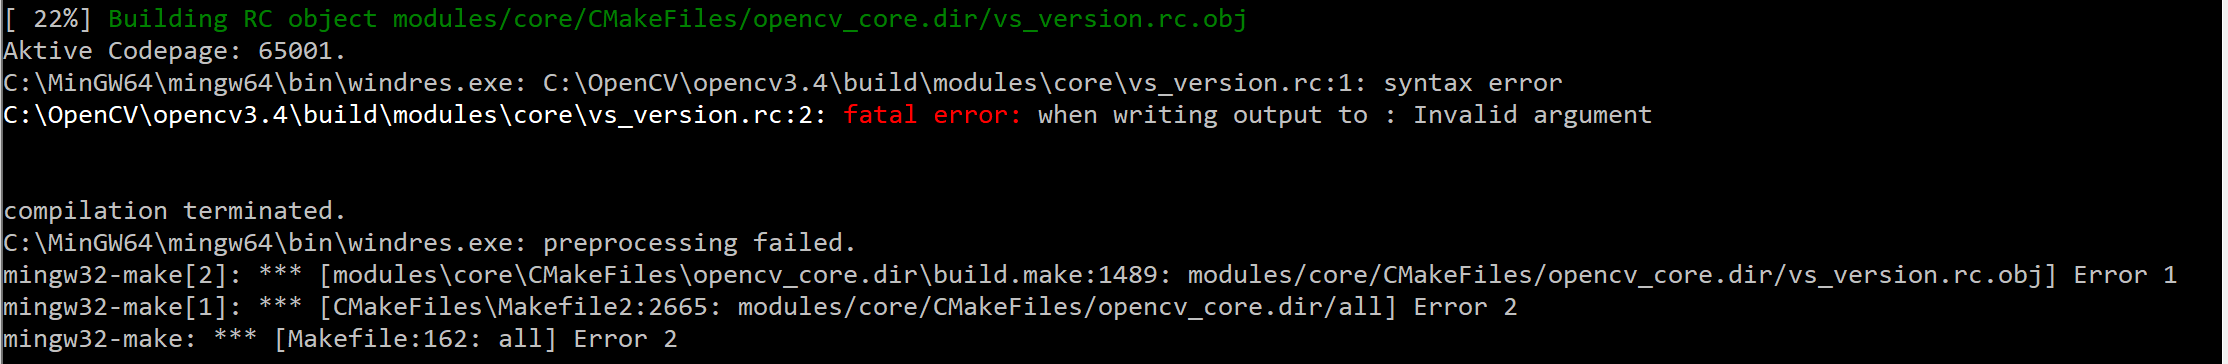 [ 22%] Building RC object modules/core/CMakeFiles/opencv_core.dir/vs_version.rc.obj
Aktive Codepage: 65001.
C:\MinGW64\mingw64\bin\windres.exe: C:\OpenCV\opencv3.4\build\modules\core\vs_version.rc:1: syntax error
C:\OpenCV\opencv3.4\build\modules\core\vs_version.rc:2: fatal error: when writing output to : Invalid argument
compilation terminated.
C:\MinGW64\mingw64\bin\windres.exe: preprocessing failed.
mingw32-make[2]: *** [modules\core\CMakeFiles\opencv_core.dir\build.make:1489: modules/core/CMakeFiles/opencv_core.dir/vs_version.rc.obj] Error 1
mingw32-make[1]: *** [CMakeFiles\Makefile2:2665: modules/core/CMakeFiles/opencv_core.dir/all] Error 2
mingw32-make: *** [Makefile:162: all] Error 2